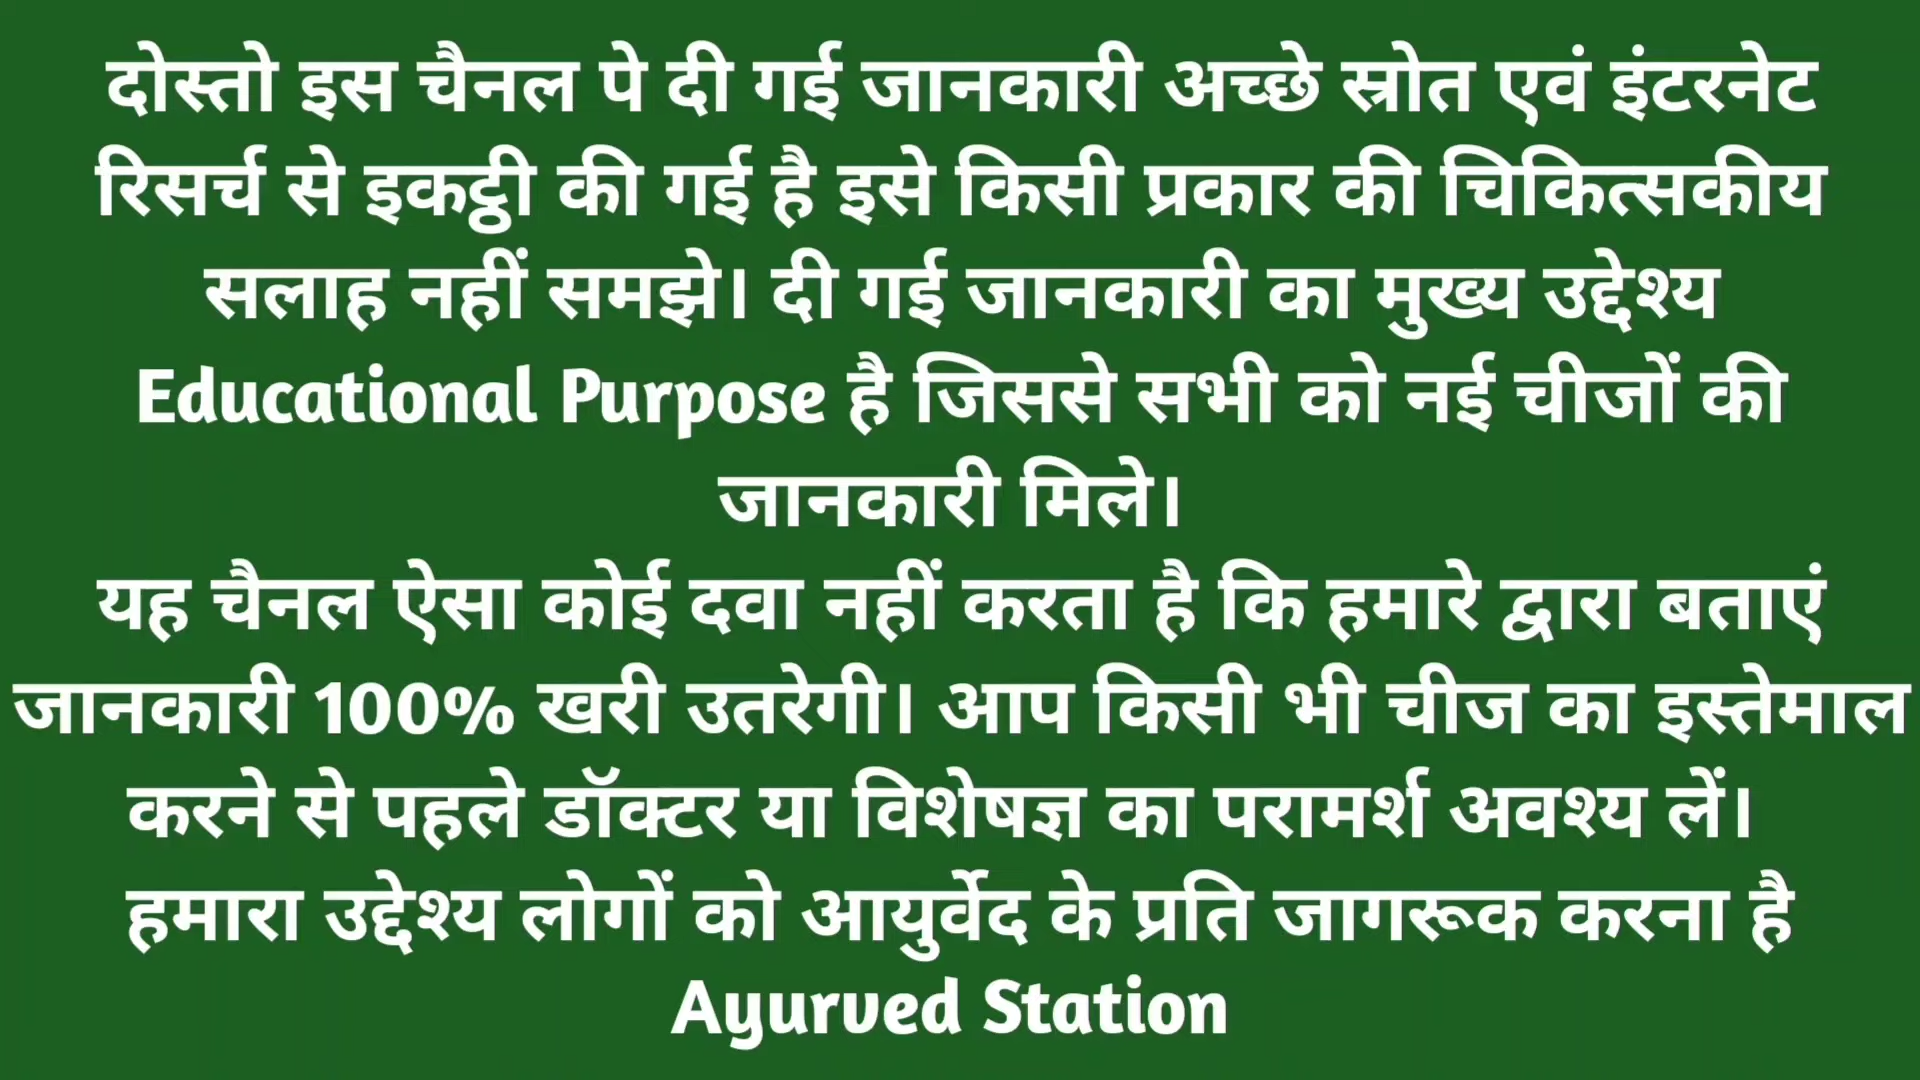 दोस्तो इस चैनल पे दी गई जानकारी अच्छे स्रोत एवं इंटरनेट
रिसर्च से इकट्ठी की गई है इसे किसी प्रकार की चिकित्सकीय
सलाह नहीं समझे। दी गई जानकारी का मुख्य उद्देश्य
Educational Purpose है जिससे सभी को नई चीजों की
जानकारी मिले।
यह चैनल ऐसा कोई दवा नहीं करता है कि हमारे द्वारा बताएं
जानकारी 100% खरी उतरेगी। आप किसी भी चीज का इस्तेमाल
करने से पहले डॉक्टर या विशेषज्ञ का परामर्श अवश्य लें।
हमारा उद्देश्य लोगों को आयुर्वेद के प्रति जागरूक करना है
Ayurved Station